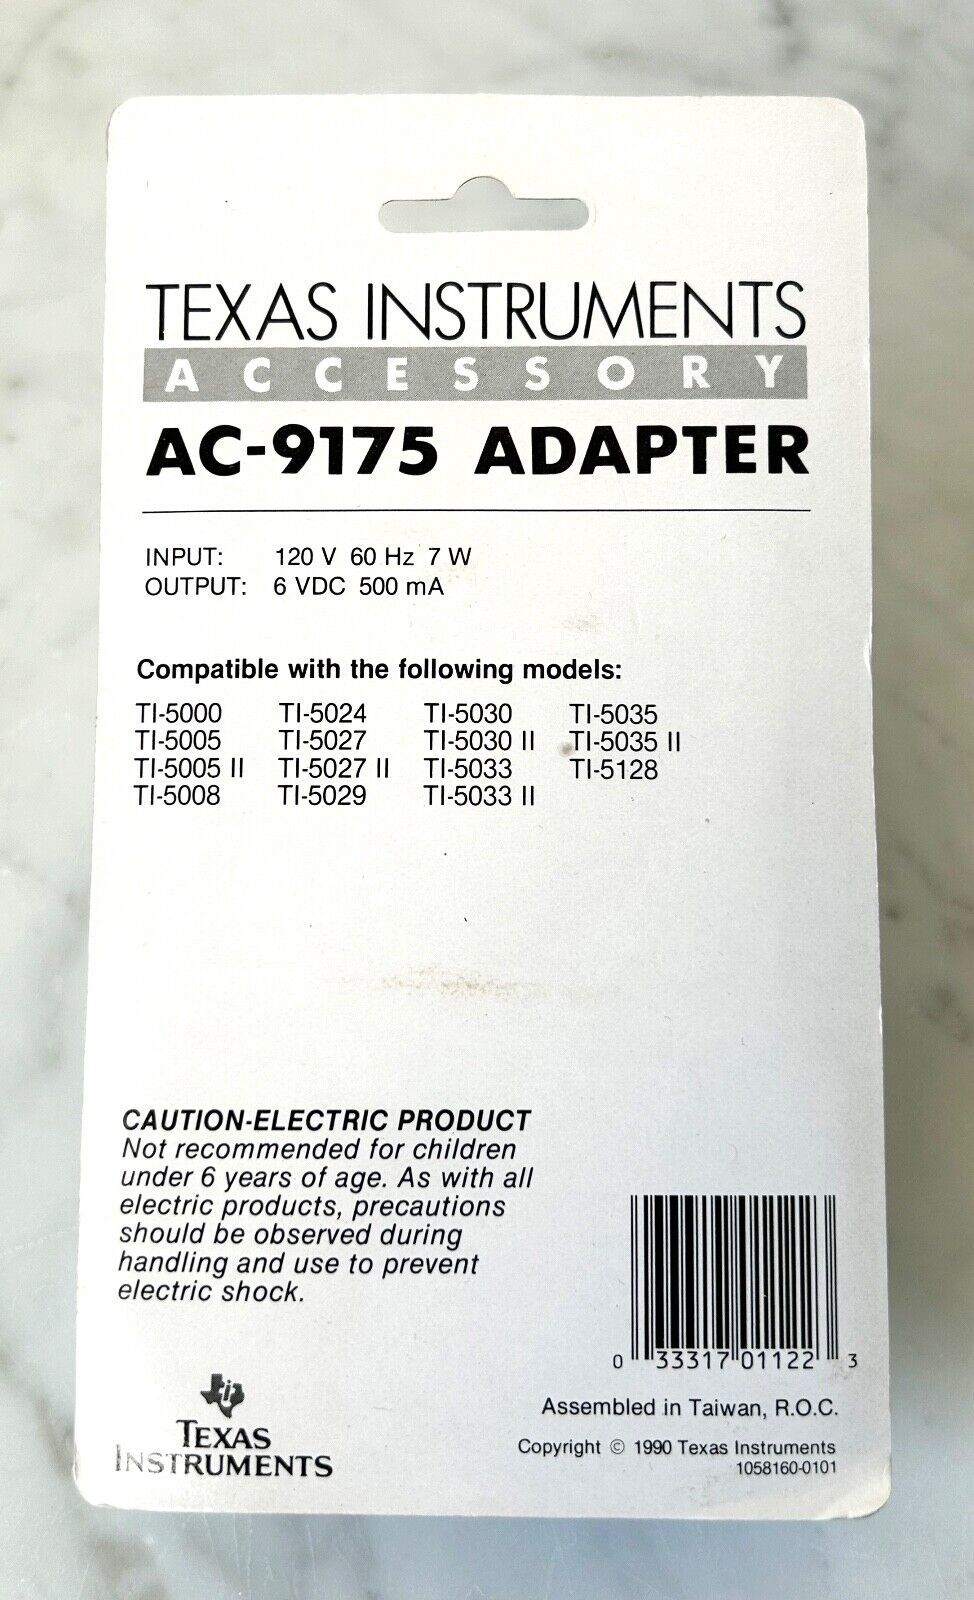 TEXAS INSTRUMENTS
ACCESSORY
AC-9175 ADAPTER
INPUT: 120 V 60 Hz 7 W
OUTPUT: 6 VDC 500 mA
Compatible with the following models:
TI-5000 TI-5024 TI-5030 TI-5035
TI-5005 TI-5027 TI-5030 II TI-5035 II
TI-5005 II TI-5027 II TI-5033 TI-5128
TI-5008 TI-5029 TI-5033 II
CAUTION-ELECTRIC PRODUCT
Not recommended for children
under 6 years of age. As with all
electric products, precautions
should be observed during
handling and use to prevent
electric shock.
0 33317 01122 3
Assembled in Taiwan, R.O.C.
Copyright © 1990 Texas Instruments
1058160-0101
ti
TEXAS
INSTRUMENTS